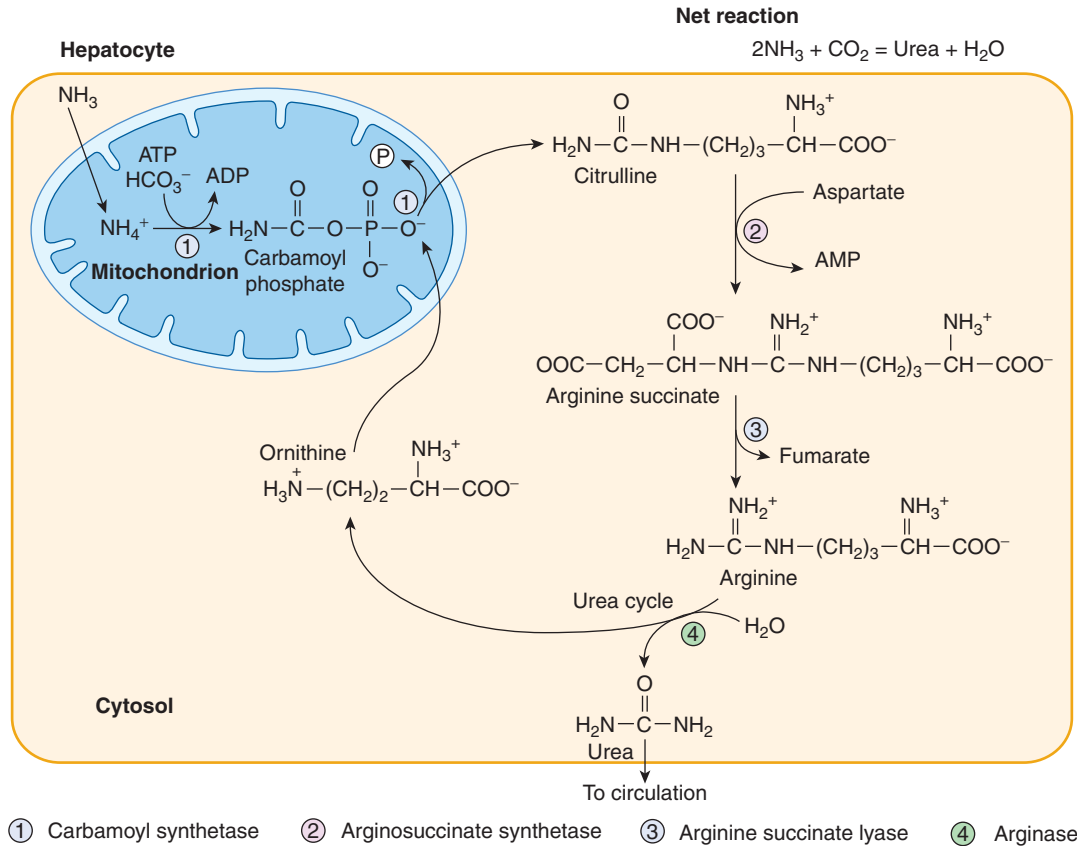 Net reaction
2NH₃ + CO₂ = Urea + H₂O
Hepatocyte
NH₃
ATP
HCO₃⁻
ADP
NH₄⁺
1
Mitochondrion
H₂N—C—O—P—O⁻
O
O
O⁻
Carbamoyl
phosphate
P
1
O
NH₃⁺
H₂N—C—NH—(CH₂)₃—CH—COO⁻
Citrulline
Aspartate
2
AMP
COO⁻
NH₂⁺
NH₃⁺
OOC—CH₂—CH—NH—C—NH—(CH₂)₃—CH—COO⁻
Arginine succinate
3
Fumarate
NH₂⁺
NH₃⁺
H₂N—C—NH—(CH₂)₃—CH—COO⁻
Arginine
Ornithine
NH₃⁺
H₃N⁺—(CH₂)₂—CH—COO⁻
Urea cycle
H₂O
4
O
H₂N—C—NH₂
Urea
Cytosol
To circulation
1 Carbamoyl synthetase
2 Arginosuccinate synthetase
3 Arginine succinate lyase
4 Arginase